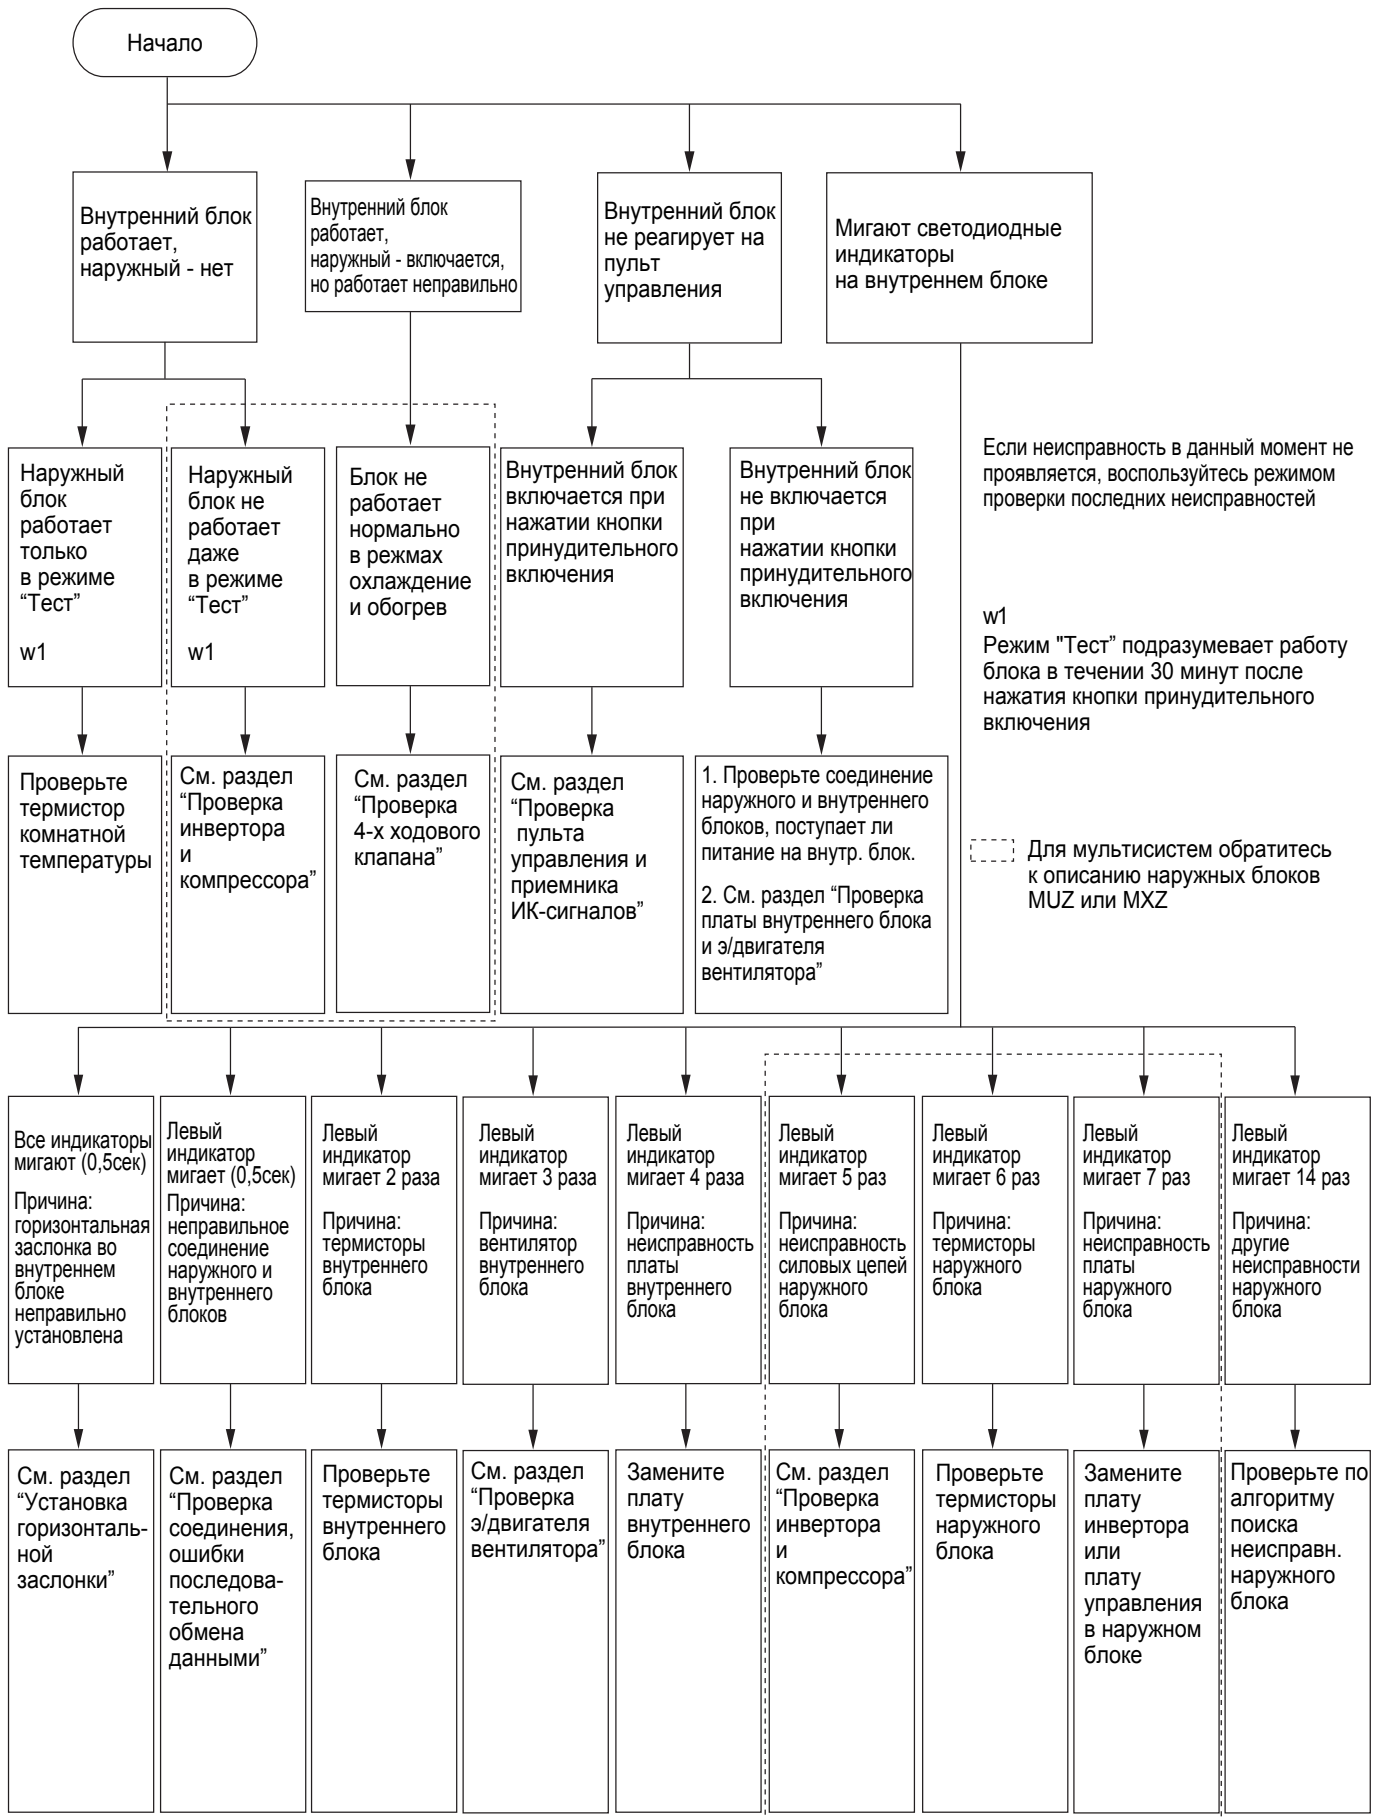 Начало
Внутренний блок
работает,
наружный - нет
Внутренний блок
работает,
наружный - включается,
но работает неправильно
Внутренний блок
не реагирует на
пульт
управления
Мигают светодиодные
индикаторы
на внутреннем блоке
Наружный
блок
работает
только
в режиме
“Тест”
w1
Наружный
блок не
работает
даже
в режиме
“Тест”
w1
Блок не
работает
нормально
в режмах
охлаждение
и обогрев
Внутренний блок
включается при
нажатии кнопки
принудительного
включения
Внутренний блок
не включается
при
нажатии кнопки
принудительного
включения
Если неисправность в данный момент не
проявляется, воспользуйтесь режимом
проверки последних неисправностей
w1
Режим "Тест” подразумевает работу
блока в течении 30 минут после
нажатия кнопки принудительного
включения
Проверьте
термистор
комнатной
температуры
См. раздел
“Проверка
инвертора
и
компрессора”
См. раздел
“Проверка
4-х ходового
клапана”
См. раздел
“Проверка
пульта
управления и
приемника
ИК-сигналов”
1. Проверьте соединение
наружного и внутреннего
блоков, поступает ли
питание на внутр. блок.
2. См. раздел “Проверка
платы внутреннего блока
и э/двигателя
вентилятора”
Для мультисистем обратитесь
к описанию наружных блоков
MUZ или MXZ
Все индикаторы
мигают (0,5сек)
Причина:
горизонтальная
заслонка во
внутреннем
блоке
неправильно
установлена
Левый
индикатор
мигает (0,5сек)
Причина:
неправильное
соединение
наружного и
внутреннего
блоков
Левый
индикатор
мигает 2 раза
Причина:
термисторы
внутреннего
блока
Левый
индикатор
мигает 3 раза
Причина:
вентилятор
внутреннего
блока
Левый
индикатор
мигает 4 раза
Причина:
неисправность
платы
внутреннего
блока
Левый
индикатор
мигает 5 раз
Причина:
неисправность
силовых цепей
наружного
блока
Левый
индикатор
мигает 6 раз
Причина:
термисторы
наружного
блока
Левый
индикатор
мигает 7 раз
Причина:
неисправность
платы
наружного
блока
Левый
индикатор
мигает 14 раз
Причина:
другие
неисправности
наружного
блока
См. раздел
“Установка
горизонталь-
ной
заслонки”
См. раздел
“Проверка
соединения,
ошибки
последова-
тельного
обмена
данными”
Проверьте
термисторы
внутреннего
блока
См. раздел
“Проверка
э/двигателя
вентилятора”
Замените
плату
внутреннего
блока
См. раздел
“Проверка
инвертора
и
компрессора”
Проверьте
термисторы
наружного
блока
Замените
плату
инвертора
или
плату
управления
в наружном
блоке
Проверьте по
алгоритму
поиска
неисправн.
наружного
блока